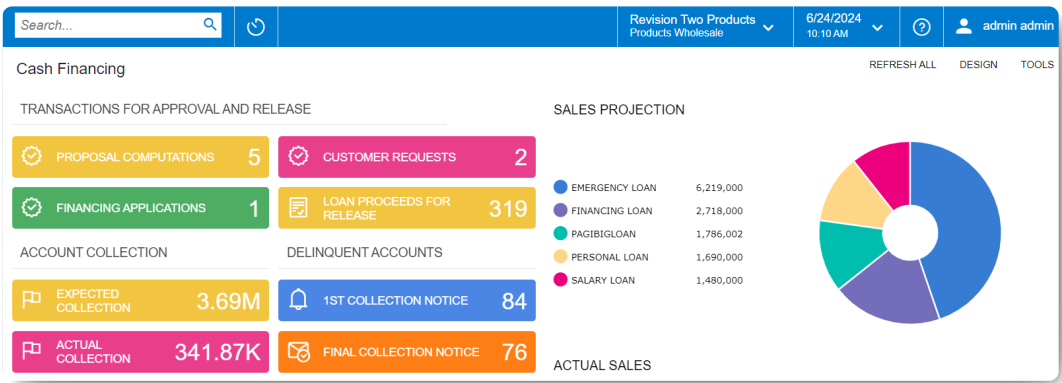 Search...
Revision Two Products
Products Wholesale
6/24/2024
10:10 AM
admin admin
Cash Financing
REFRESH ALL
DESIGN
TOOLS
TRANSACTIONS FOR APPROVAL AND RELEASE
PROPOSAL COMPUTATIONS 5
CUSTOMER REQUESTS 2
FINANCING APPLICATIONS 1
LOAN PROCEEDS FOR
RELEASE
319
ACCOUNT COLLECTION
DELINQUENT ACCOUNTS
EXPECTED
COLLECTION
3.69M
1ST COLLECTION NOTICE 84
ACTUAL
COLLECTION
341.87K
FINAL COLLECTION NOTICE 76
SALES PROJECTION
EMERGENCY LOAN 6,219,000
FINANCING LOAN 2,718,000
PAGIBIGLOAN 1,786,002
PERSONAL LOAN 1,690,000
SALARY LOAN 1,480,000
ACTUAL SALES